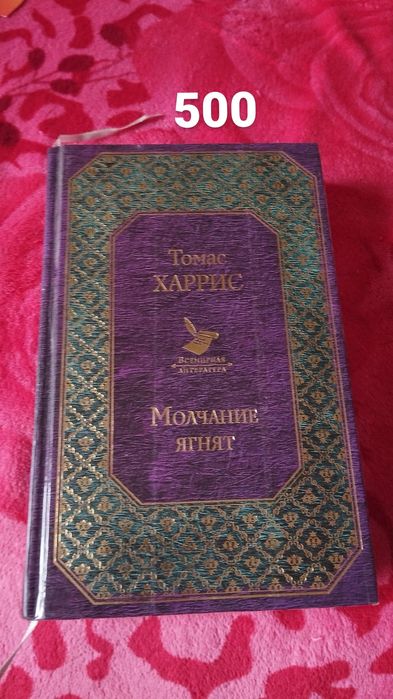 500
Томас
ХАРРИС
Всемирная
литература
Молчание
ягнят